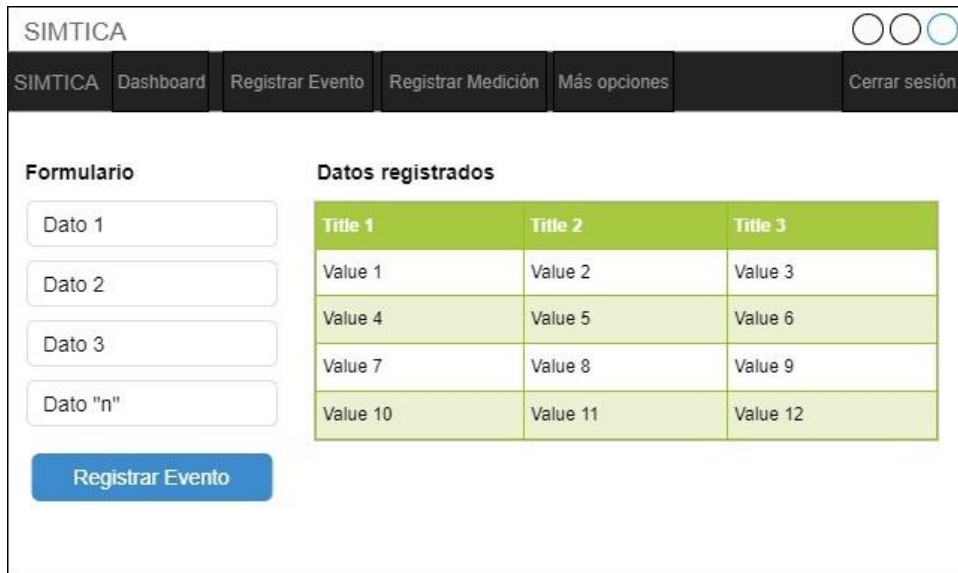 SIMTICA
SIMTICA Dashboard Registrar Evento Registrar Medición Más opciones Cerrar sesión
Formulario
Dato 1
Dato 2
Dato 3
Dato "n"
Registrar Evento
Datos registrados
Title 1 Title 2 Title 3
Value 1 Value 2 Value 3
Value 4 Value 5 Value 6
Value 7 Value 8 Value 9
Value 10 Value 11 Value 12